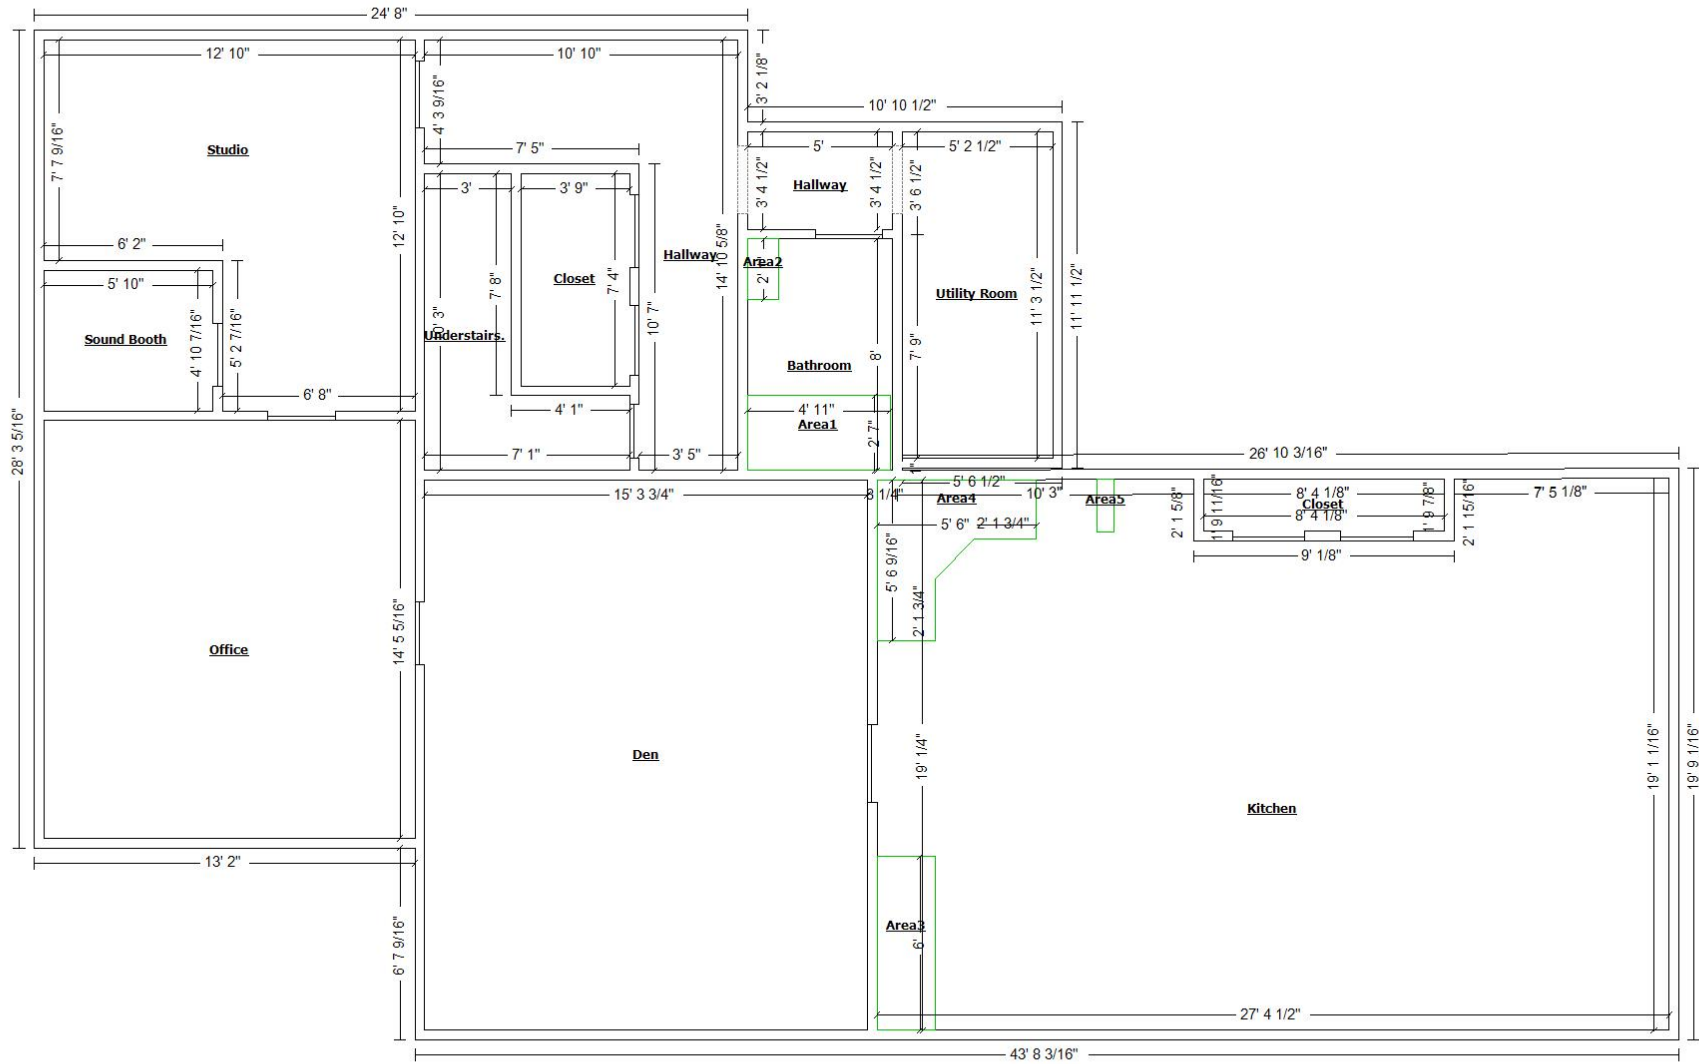 24' 8"
12' 10"
10' 10"
3' 2 1/8"
4' 3 9/16"
10' 10 1/2"
7' 7 9/16"
Studio
7' 5"
5'
5' 2 1/2"
3'
3' 9"
3' 4 1/2"
Hallway
3' 4 1/2"
3' 6 1/2"
12' 10"
6' 2"
Hallway
14' 10 5/8"
Area2
2'
5' 10"
Closet
7' 8"
7' 4"
Utility Room
11' 3 1/2"
11' 11 1/2"
Sound Booth
4' 10 7/16"
5' 2 7/16"
Understairs.
10' 7"
Bathroom
8'
7' 9"
6' 8"
4' 1"
4' 11"
Area1
2' 7"
28' 3 5/16"
7' 1"
3' 5"
1"
26' 10 3/16"
15' 3 3/4"
5' 6 1/2"
Area4
10' 3"
Area5
2' 1 5/8"
1' 9 11/16"
8' 4 1/8"
Closet
8' 4 1/8"
1' 9 7/8"
2' 1 15/16"
7' 5 1/8"
5' 6"
2' 1 3/4"
9' 1/8"
5' 6 9/16"
2' 1 3/4"
Office
14' 5 5/16"
Den
19' 1/4"
Kitchen
19' 1 1/16"
19' 9 1/16"
13' 2"
6' 7 9/16"
Area3
6'
27' 4 1/2"
43' 8 3/16"